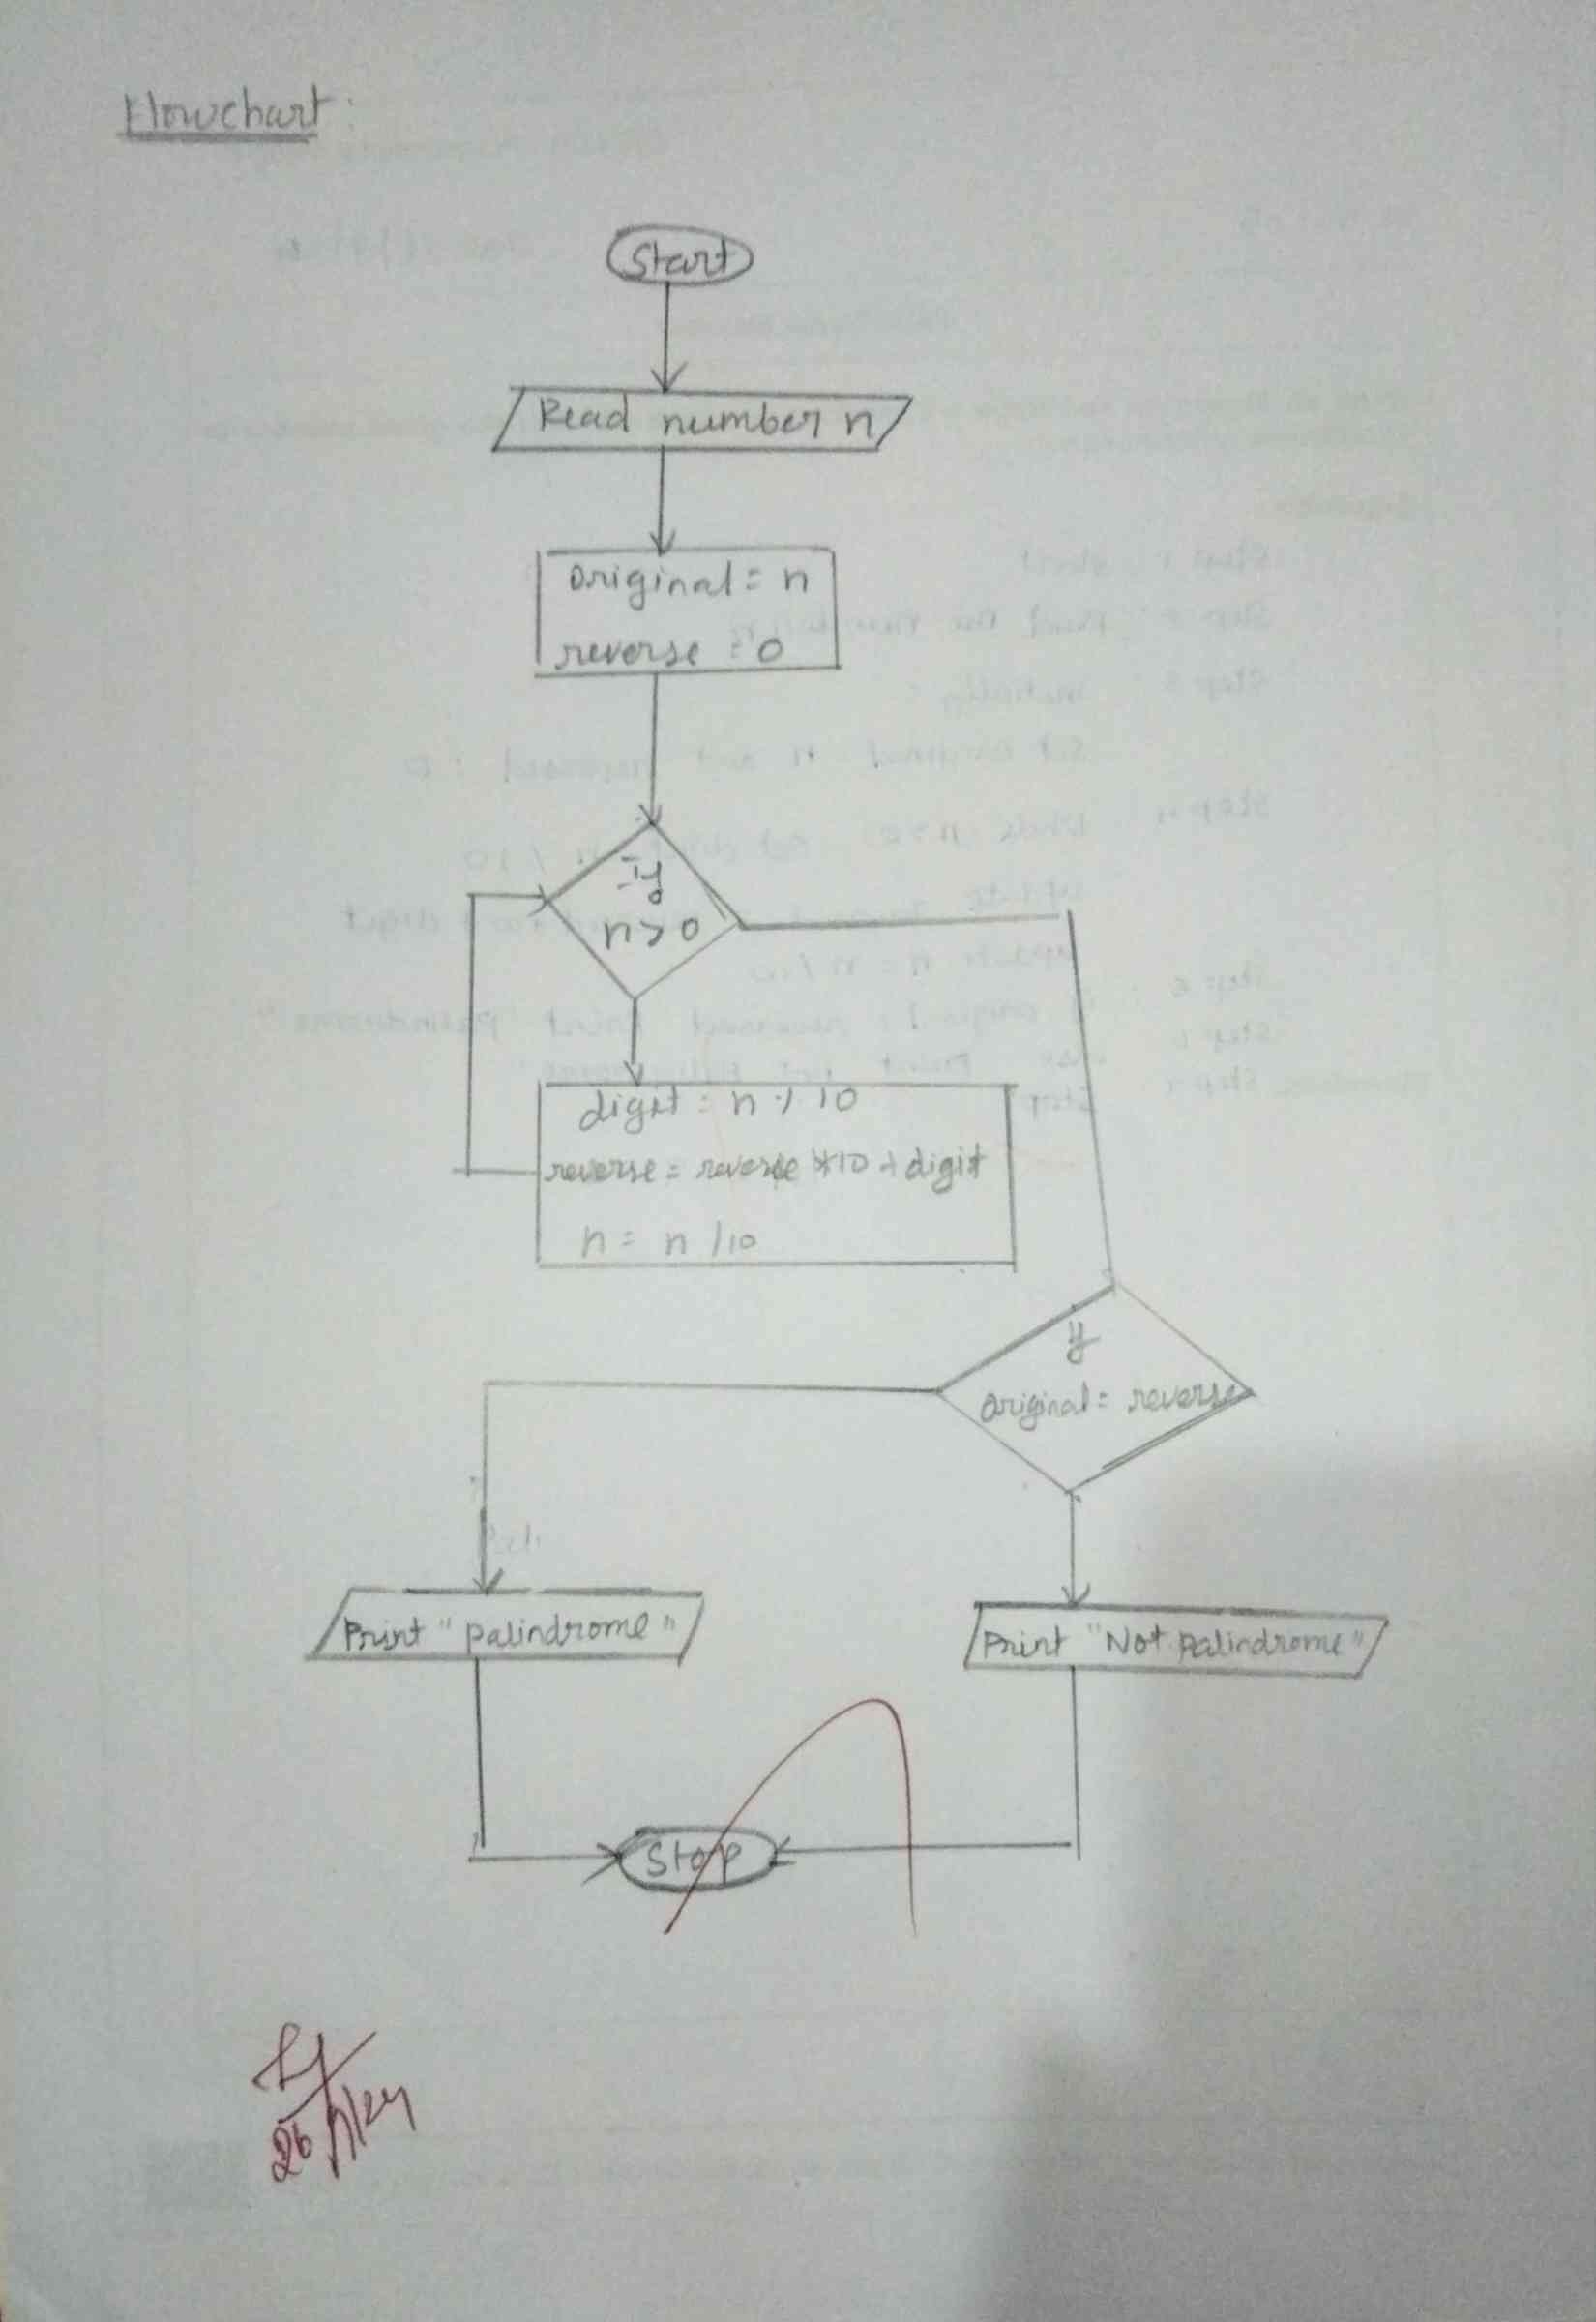 Flowchart:
Start
Read number n
original = n
reverse = 0
If
n > 0
digit = n % 10
reverse = reverse * 10 + digit
n = n / 10
if
original = reverse
Print "palindrome"
Print "Not palindrome"
Stop